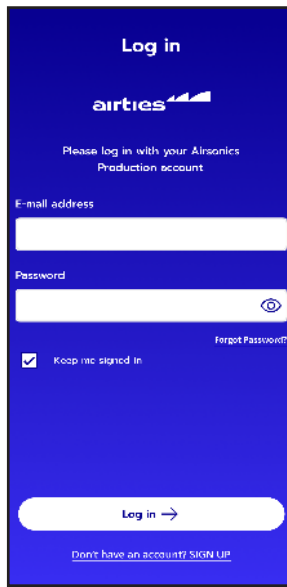 Log in
airties
Please log in with your Airsonics
Production account
E-mail address
Password
Forgot Password?
Keep me signed in
Log in
Don't have an account? SIGN UP